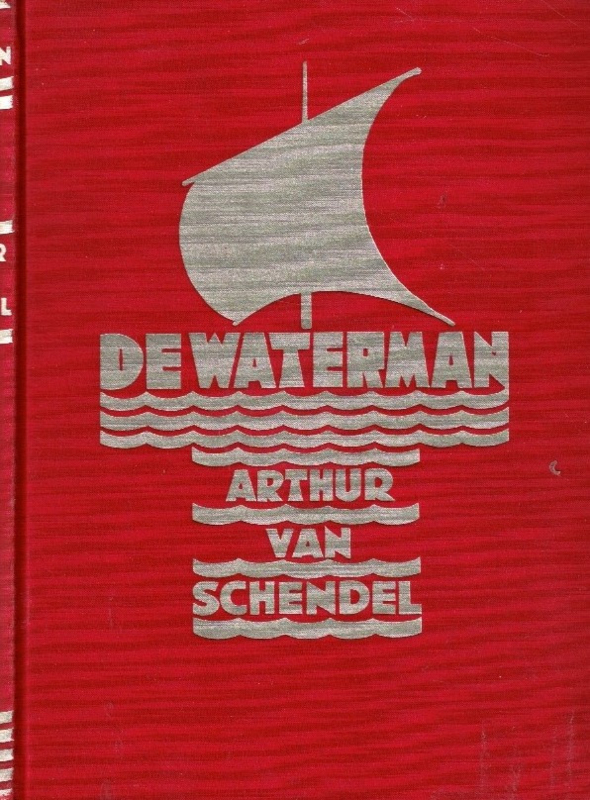 DE WATERMAN
ARTHUR
VAN
SCHENDEL